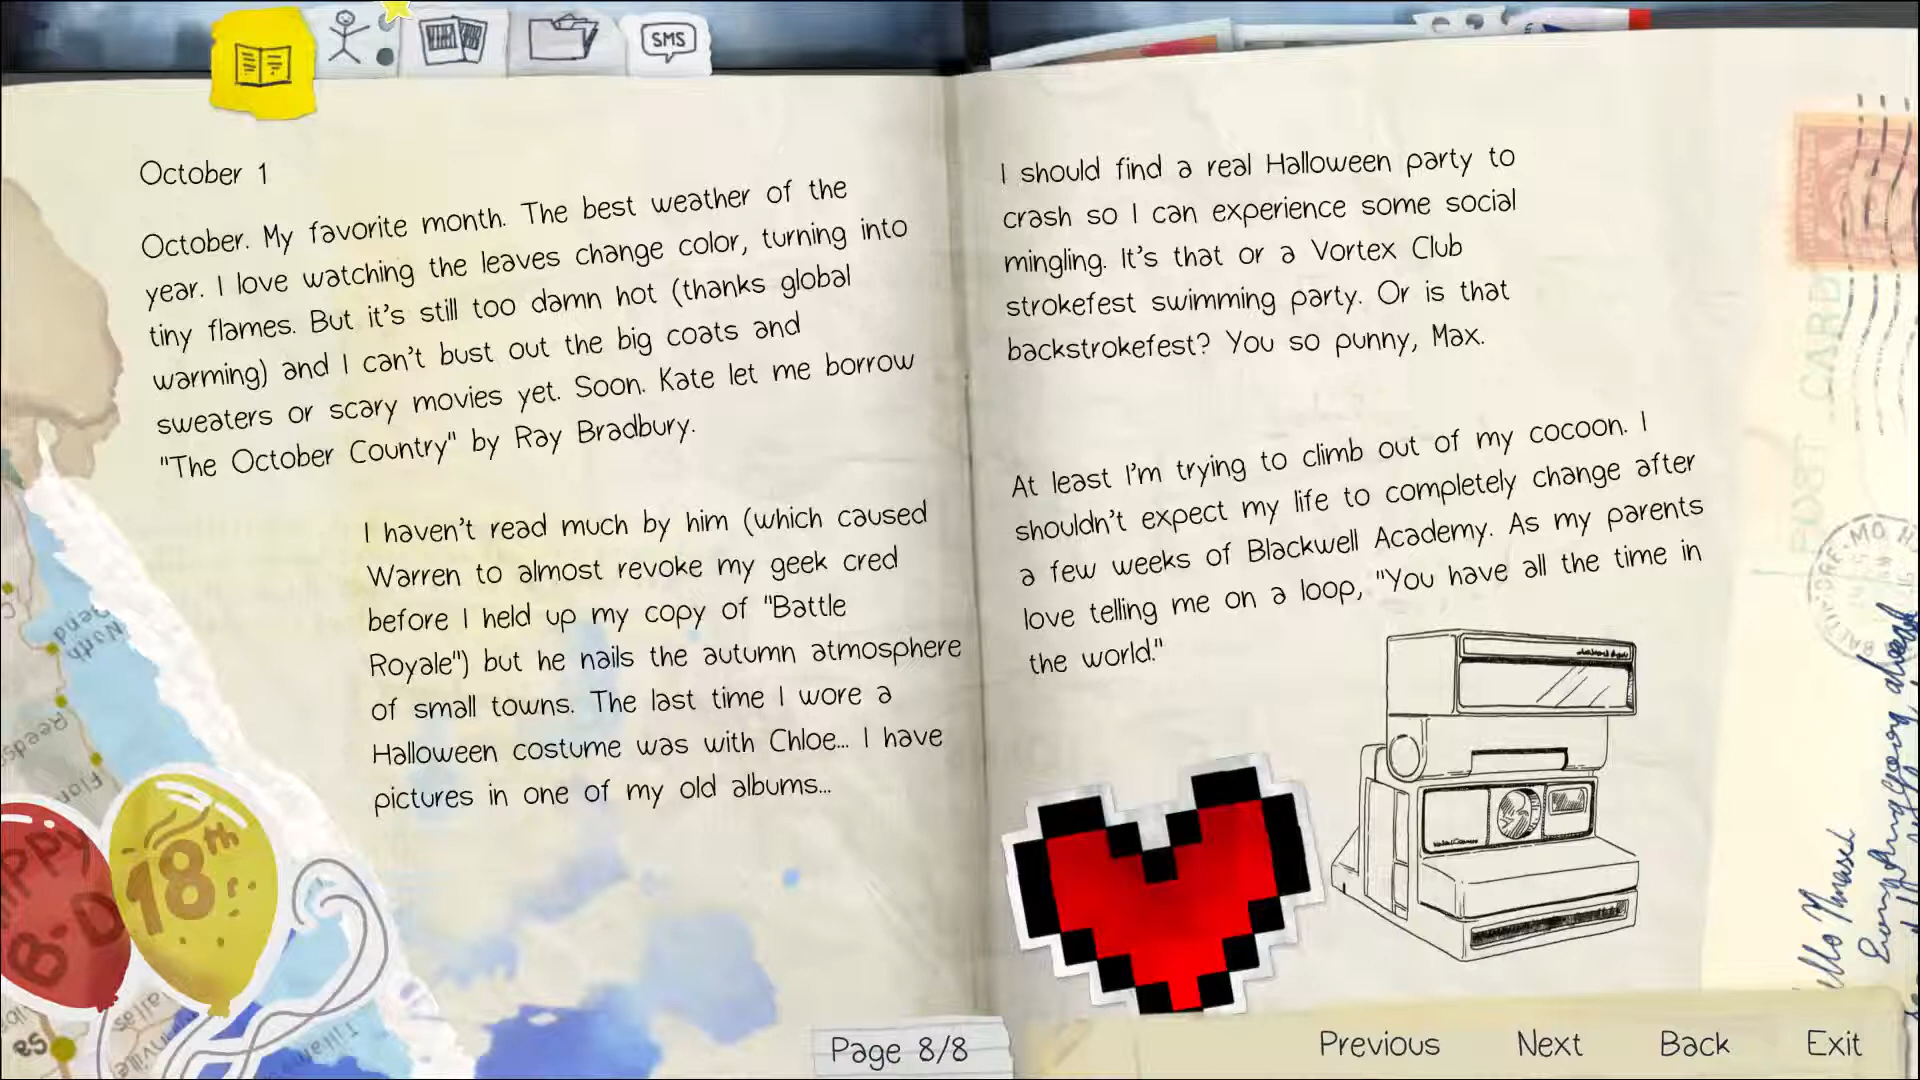 SMS
October 1
October. My favorite month. The best weather of the
year. I love watching the leaves change color, turning into
tiny flames. But it's still too damn hot (thanks global
warming) and I can't bust out the big coats and
sweaters or scary movies yet. Soon. Kate let me borrow
"The October Country" by Ray Bradbury.
I haven't read much by him (which caused
Warren to almost revoke my geek cred
before I held up my copy of "Battle
Royale") but he nails the autumn atmosphere
of small towns. The last time I wore a
Halloween costume was with Chloe... I have
pictures in one of my old albums...
I should find a real Halloween party to
crash so I can experience some social
mingling. It's that or a Vortex Club
strokefest swimming party. Or is that
backstrokefest? You so punny, Max.
At least I'm trying to climb out of my cocoon. I
shouldn't expect my life to completely change after
a few weeks of Blackwell Academy. As my parents
love telling me on a loop, "You have all the time in
the world."
North
Bend
B-D
18th
POST CARD
Page 8/8
Previous
Next
Back
Exit